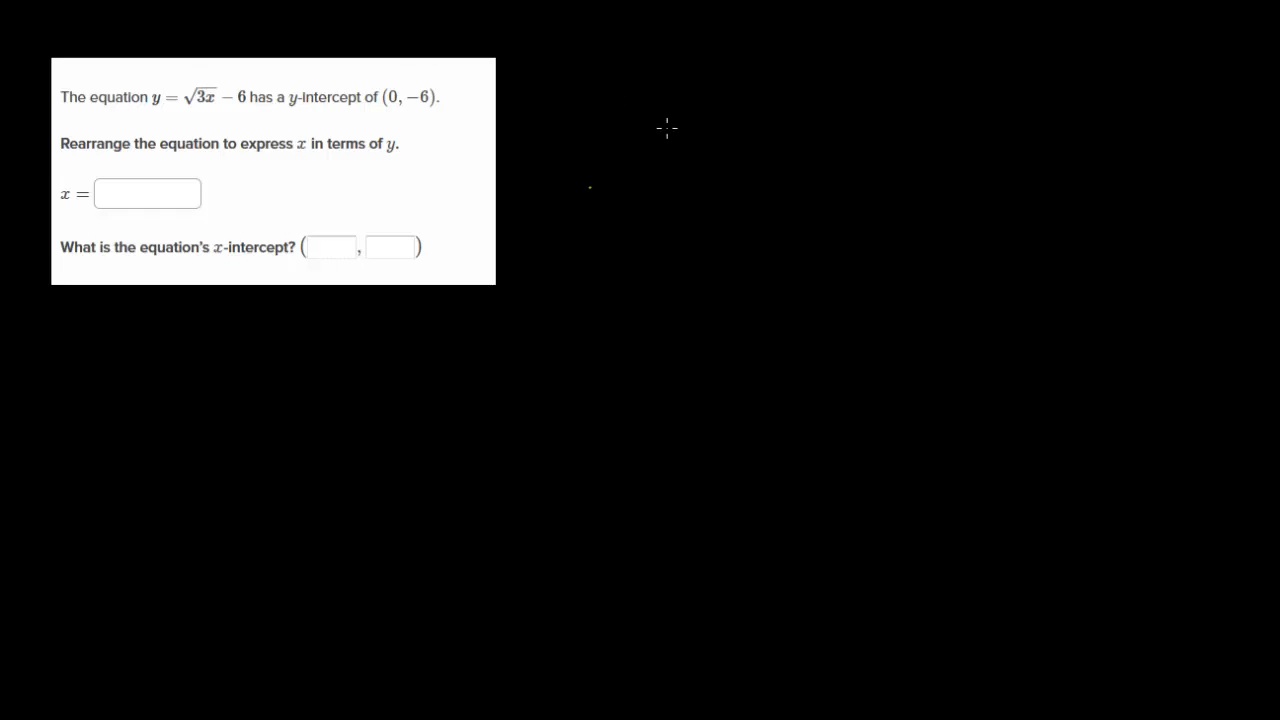 The equation y = √3x − 6 has a y-intercept of (0, −6).
Rearrange the equation to express x in terms of y.
x =
What is the equation's x-intercept? ( , )